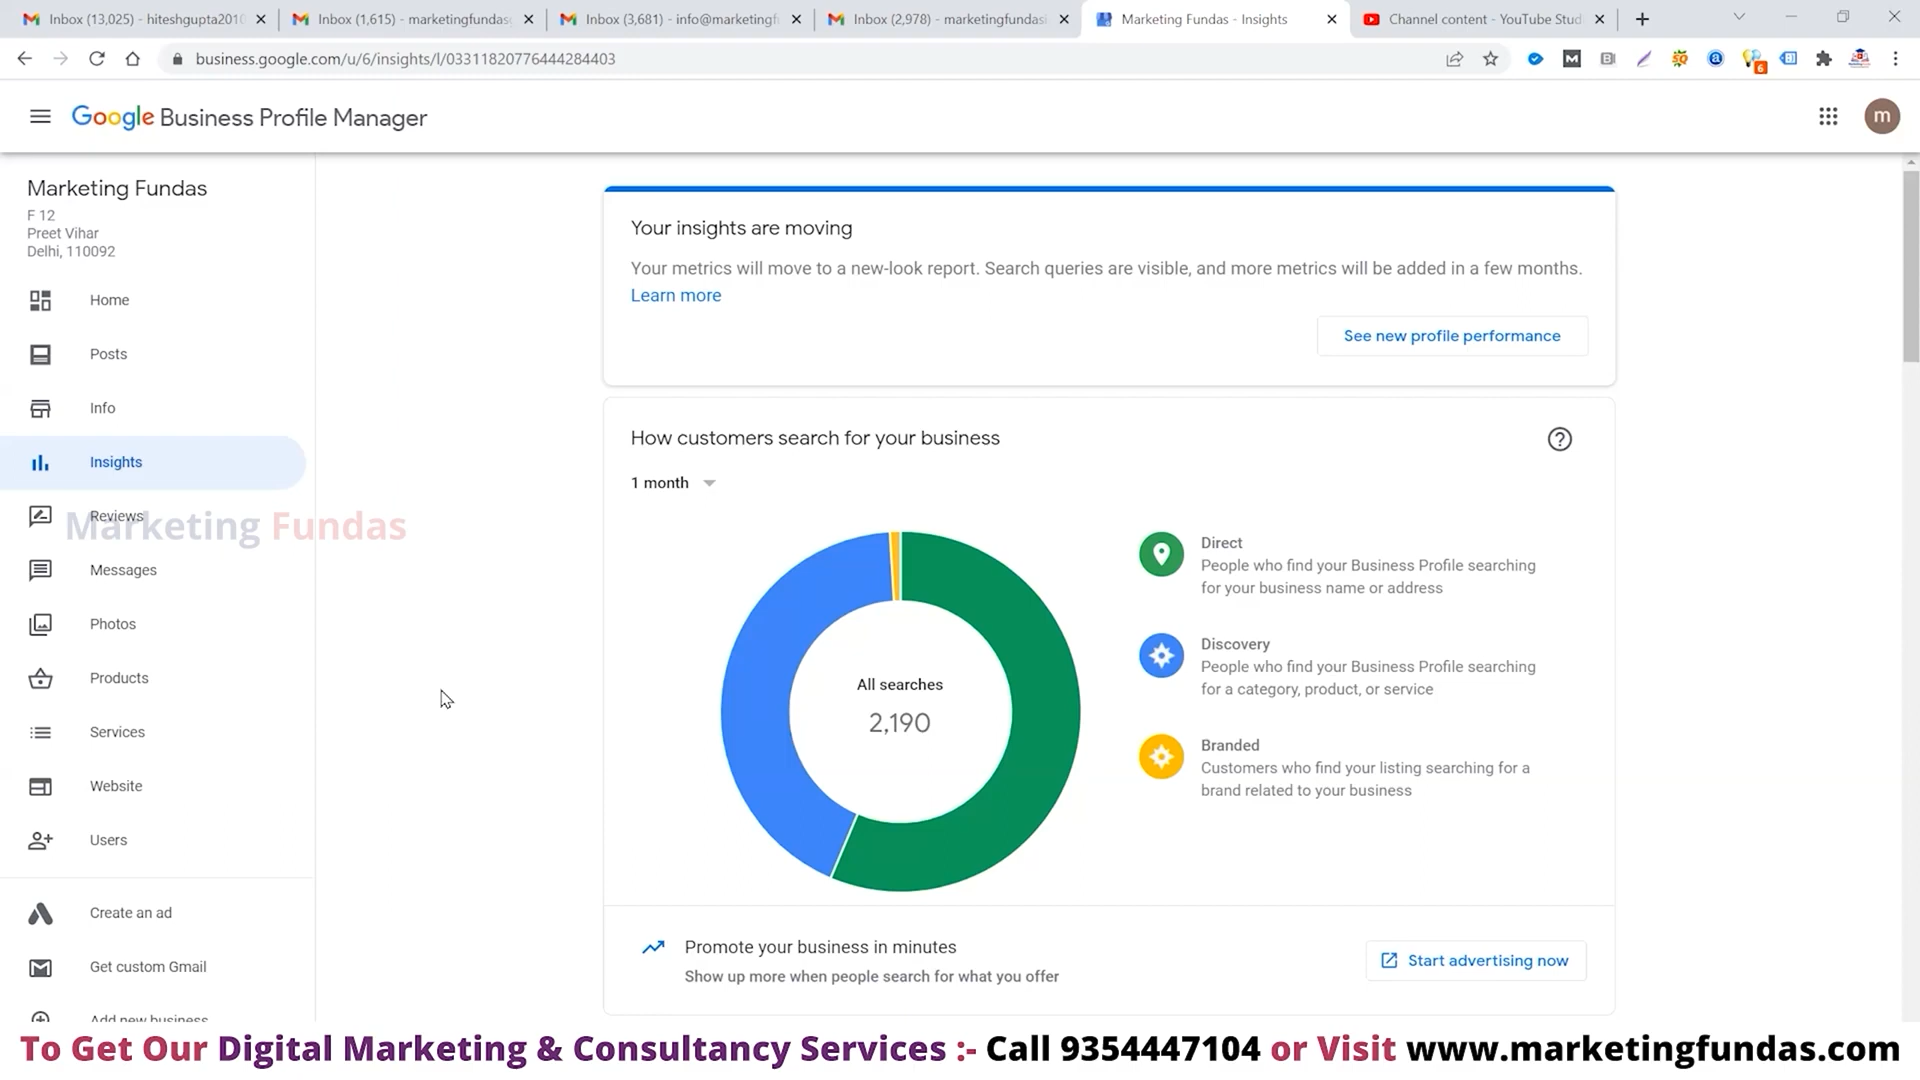 Inbox (13,025) - hiteshgupta2010
Inbox (1,615) - marketingfundas
Inbox (3,681) - info@marketingf
Inbox (2,978) - marketingfundas
Marketing Fundas - Insights
Channel content - YouTube Stud
business.google.com/u/6/insights/l/03311820776444284403
6
Google Business Profile Manager
m
Marketing Fundas
F 12
Preet Vihar
Delhi, 110092
Home
Posts
Info
Insights
Reviews
Marketing Fundas
Messages
Photos
Products
Services
Website
Users
Create an ad
Get custom Gmail
Add new business
Your insights are moving
Your metrics will move to a new-look report. Search queries are visible, and more metrics will be added in a few months.
Learn more
See new profile performance
How customers search for your business
1 month
All searches
2,190
Direct
People who find your Business Profile searching
for your business name or address
Discovery
People who find your Business Profile searching
for a category, product, or service
Branded
Customers who find your listing searching for a
brand related to your business
Promote your business in minutes
Show up more when people search for what you offer
Start advertising now
To Get Our Digital Marketing & Consultancy Services :- Call 9354447104 or Visit www.marketingfundas.com